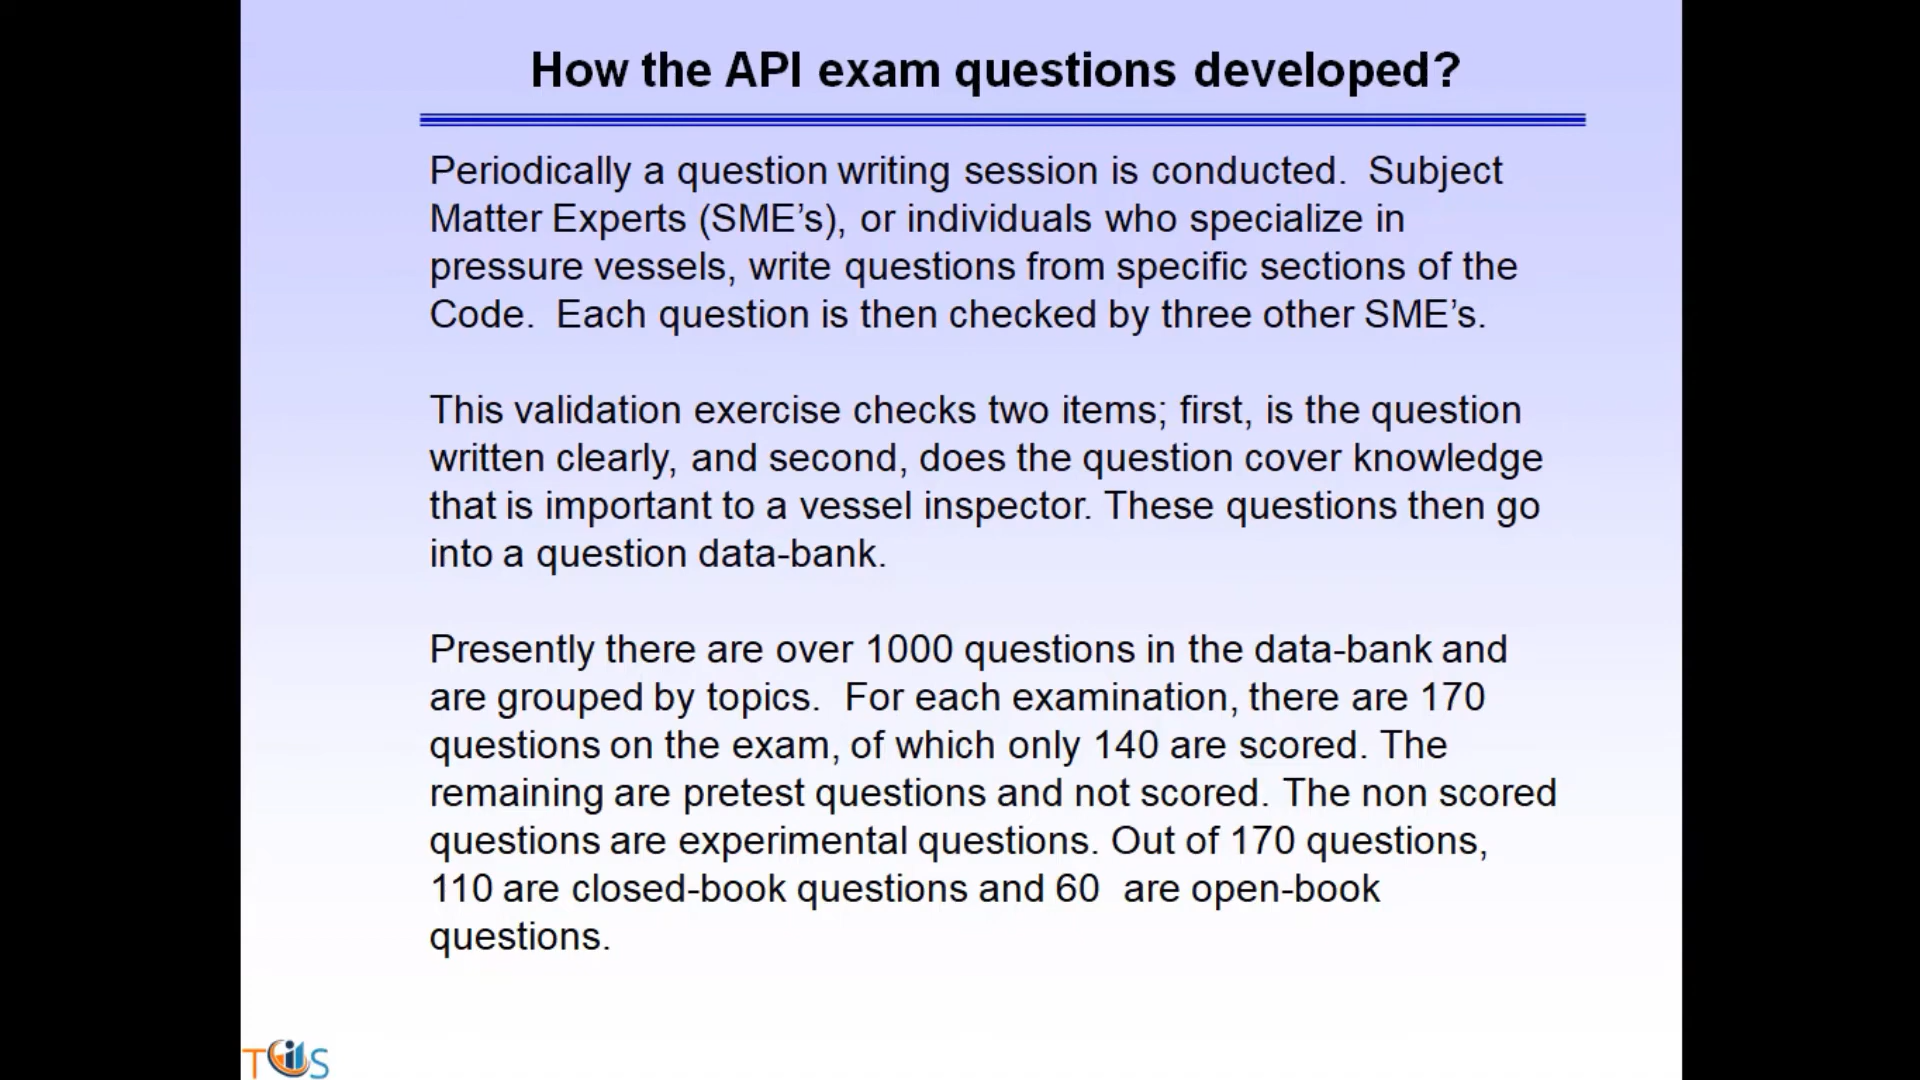 How the API exam questions developed?
Periodically a question writing session is conducted.  Subject
Matter Experts (SME’s), or individuals who specialize in
pressure vessels, write questions from specific sections of the
Code.  Each question is then checked by three other SME’s.
This validation exercise checks two items; first, is the question
written clearly, and second, does the question cover knowledge
that is important to a vessel inspector. These questions then go
into a question data-bank.
Presently there are over 1000 questions in the data-bank and
are grouped by topics.  For each examination, there are 170
questions on the exam, of which only 140 are scored. The
remaining are pretest questions and not scored. The non scored
questions are experimental questions. Out of 170 questions,
110 are closed-book questions and 60  are open-book
questions.
TiS